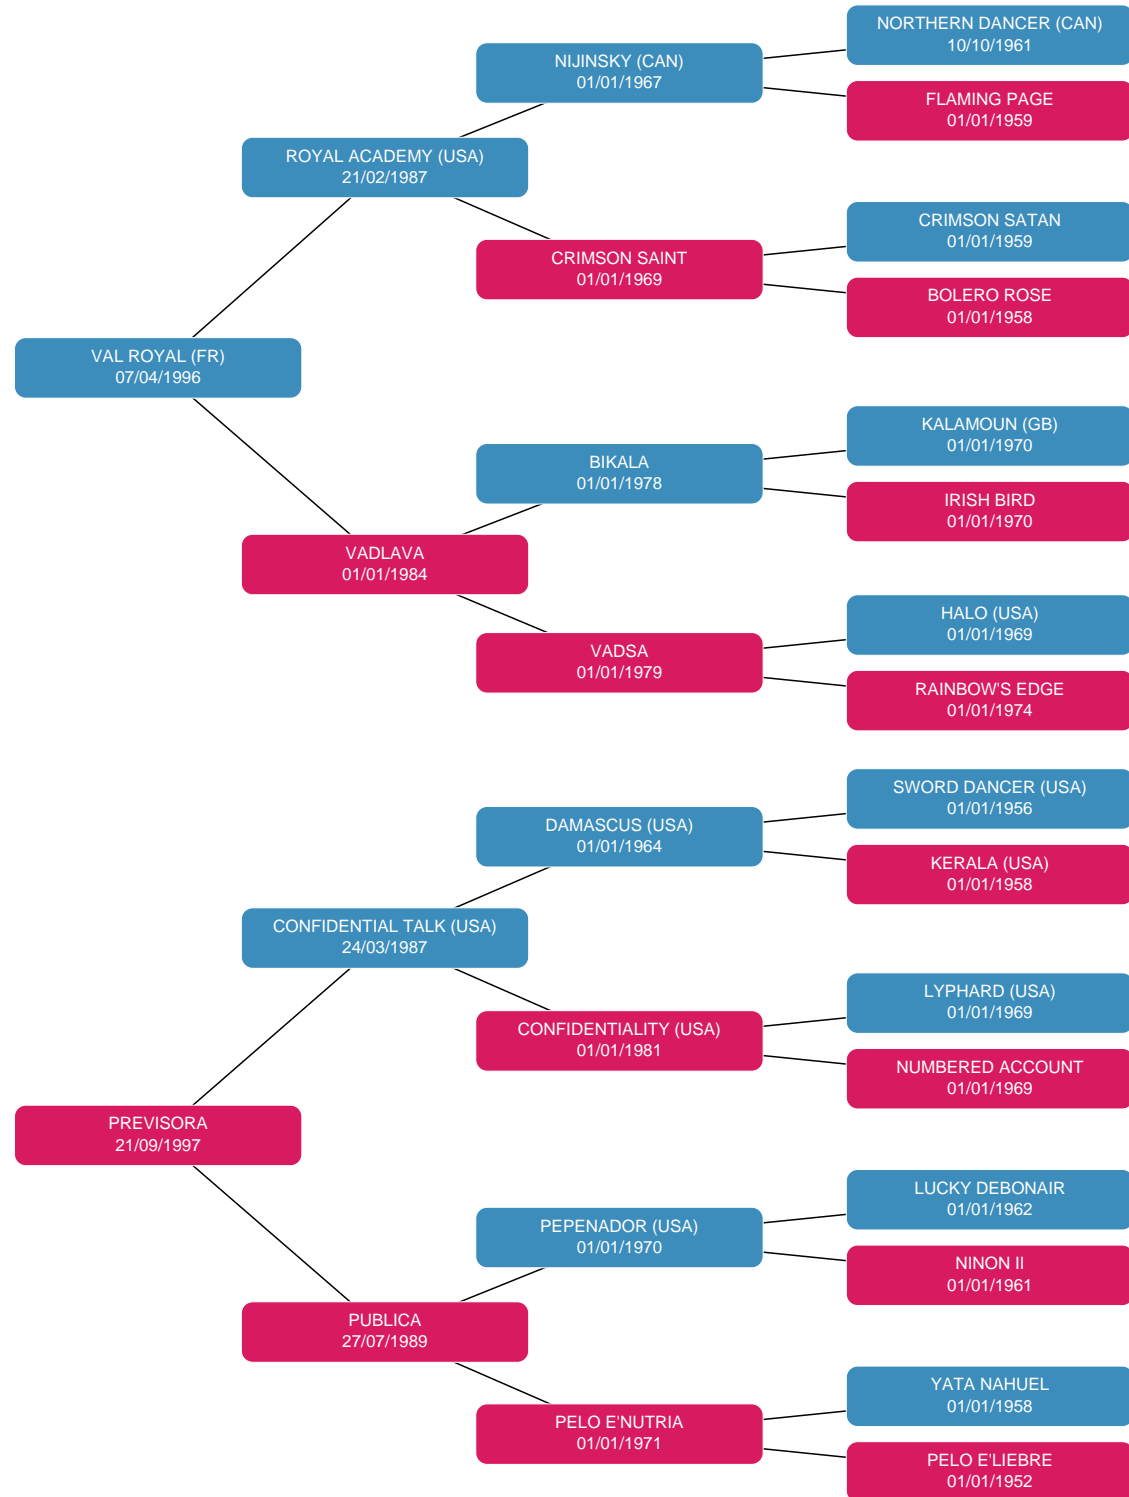 NORTHERN DANCER (CAN)
10/10/1961
NIJINSKY (CAN)
01/01/1967
FLAMING PAGE
01/01/1959
ROYAL ACADEMY (USA)
21/02/1987
CRIMSON SATAN
01/01/1959
CRIMSON SAINT
01/01/1969
BOLERO ROSE
01/01/1958
VAL ROYAL (FR)
07/04/1996
KALAMOUN (GB)
01/01/1970
BIKALA
01/01/1978
IRISH BIRD
01/01/1970
VADLAVA
01/01/1984
HALO (USA)
01/01/1969
VADSA
01/01/1979
RAINBOW'S EDGE
01/01/1974
SWORD DANCER (USA)
01/01/1956
DAMASCUS (USA)
01/01/1964
KERALA (USA)
01/01/1958
CONFIDENTIAL TALK (USA)
24/03/1987
LYPHARD (USA)
01/01/1969
CONFIDENTIALITY (USA)
01/01/1981
NUMBERED ACCOUNT
01/01/1969
PREVISORA
21/09/1997
LUCKY DEBONAIR
01/01/1962
PEPENADOR (USA)
01/01/1970
NINON II
01/01/1961
PUBLICA
27/07/1989
YATA NAHUEL
01/01/1958
PELO E'NUTRIA
01/01/1971
PELO E'LIEBRE
01/01/1952